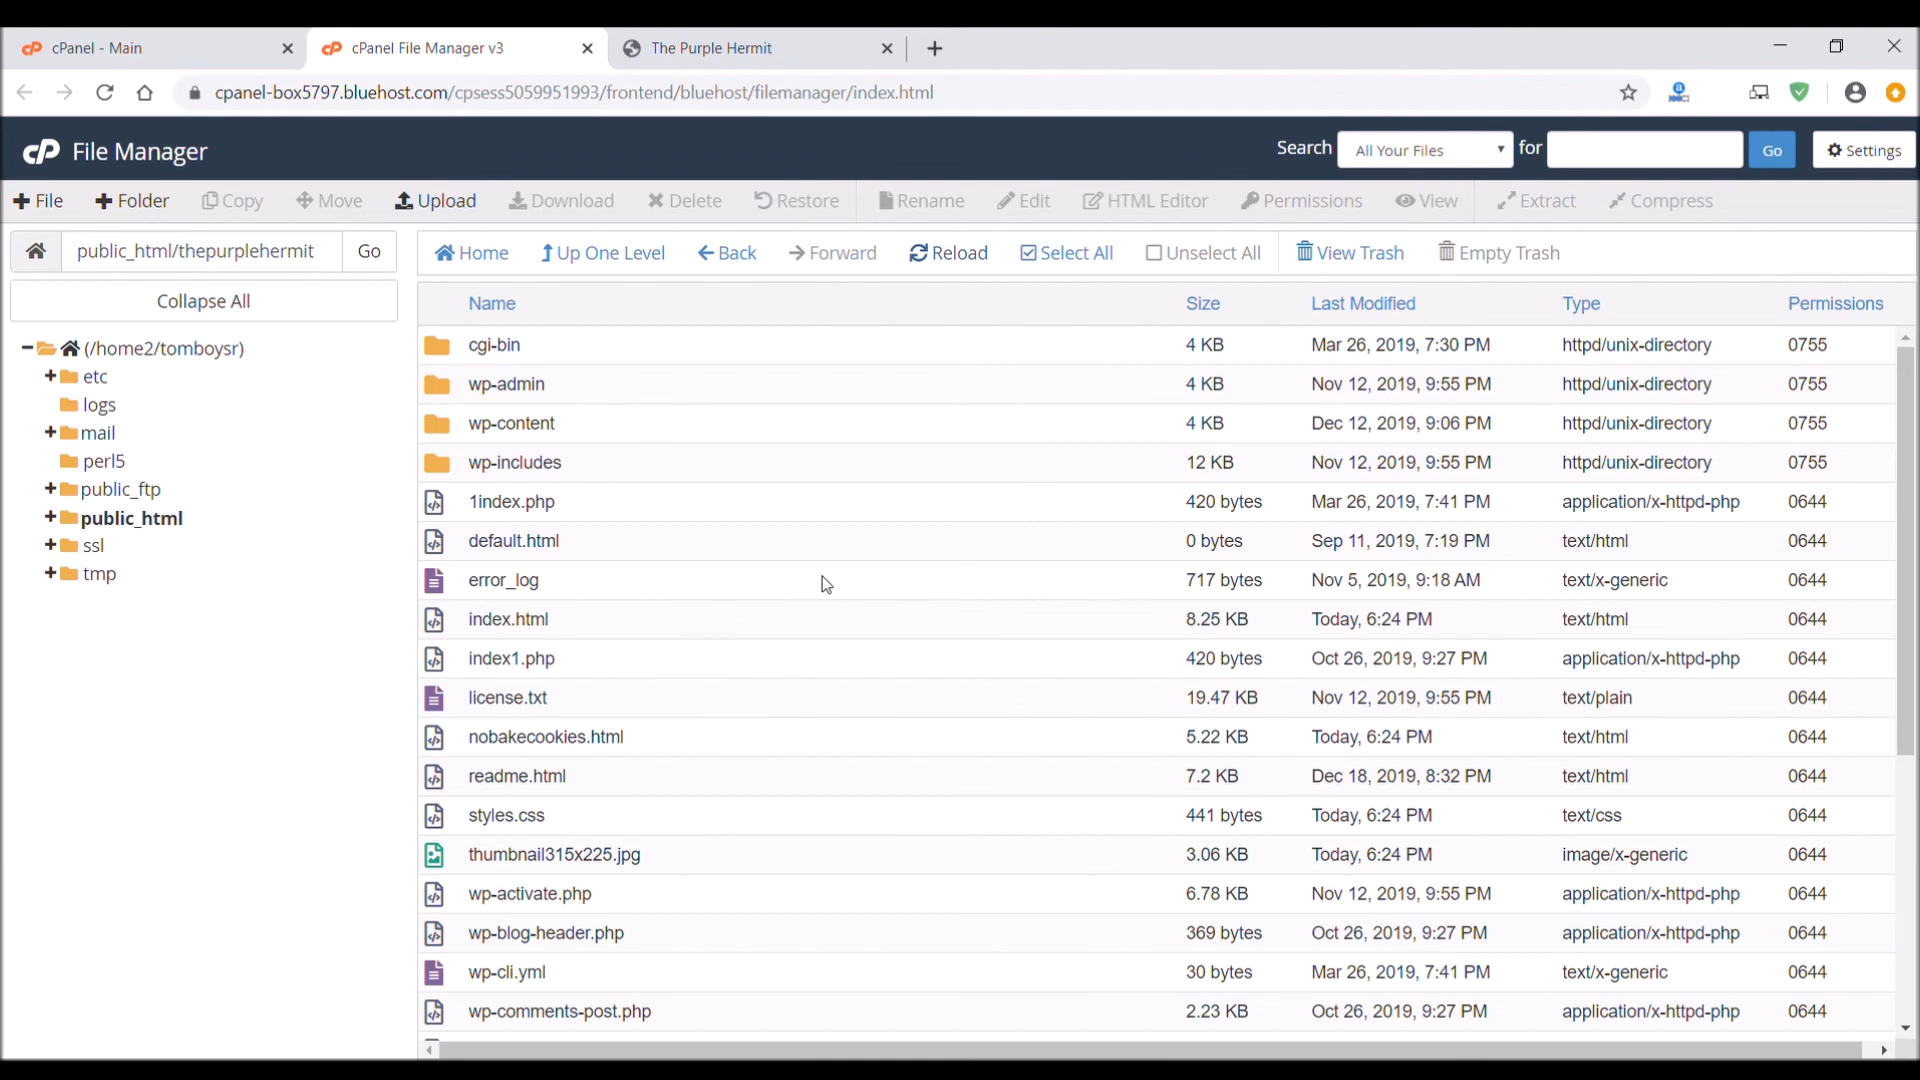 cPanel - Main
cPanel File Manager v3
The Purple Hermit
cpanel-box5797.bluehost.com/cpsess5059951993/frontend/bluehost/filemanager/index.html
cP File Manager
Search All Your Files for Go Settings
File Folder Copy Move Upload Download Delete Restore Rename Edit HTML Editor Permissions View Extract Compress
public_html/thepurplehermit Go
Home Up One Level Back Forward Reload Select All Unselect All View Trash Empty Trash
Collapse All
(/home2/tomboysr)
etc
logs
mail
perl5
public_ftp
public_html
ssl
tmp
Name Size Last Modified Type Permissions
cgi-bin 4 KB Mar 26, 2019, 7:30 PM httpd/unix-directory 0755
wp-admin 4 KB Nov 12, 2019, 9:55 PM httpd/unix-directory 0755
wp-content 4 KB Dec 12, 2019, 9:06 PM httpd/unix-directory 0755
wp-includes 12 KB Nov 12, 2019, 9:55 PM httpd/unix-directory 0755
1index.php 420 bytes Mar 26, 2019, 7:41 PM application/x-httpd-php 0644
default.html 0 bytes Sep 11, 2019, 7:19 PM text/html 0644
error_log 717 bytes Nov 5, 2019, 9:18 AM text/x-generic 0644
index.html 8.25 KB Today, 6:24 PM text/html 0644
index1.php 420 bytes Oct 26, 2019, 9:27 PM application/x-httpd-php 0644
license.txt 19.47 KB Nov 12, 2019, 9:55 PM text/plain 0644
nobakecookies.html 5.22 KB Today, 6:24 PM text/html 0644
readme.html 7.2 KB Dec 18, 2019, 8:32 PM text/html 0644
styles.css 441 bytes Today, 6:24 PM text/css 0644
thumbnail315x225.jpg 3.06 KB Today, 6:24 PM image/x-generic 0644
wp-activate.php 6.78 KB Nov 12, 2019, 9:55 PM application/x-httpd-php 0644
wp-blog-header.php 369 bytes Oct 26, 2019, 9:27 PM application/x-httpd-php 0644
wp-cli.yml 30 bytes Mar 26, 2019, 7:41 PM text/x-generic 0644
wp-comments-post.php 2.23 KB Oct 26, 2019, 9:27 PM application/x-httpd-php 0644